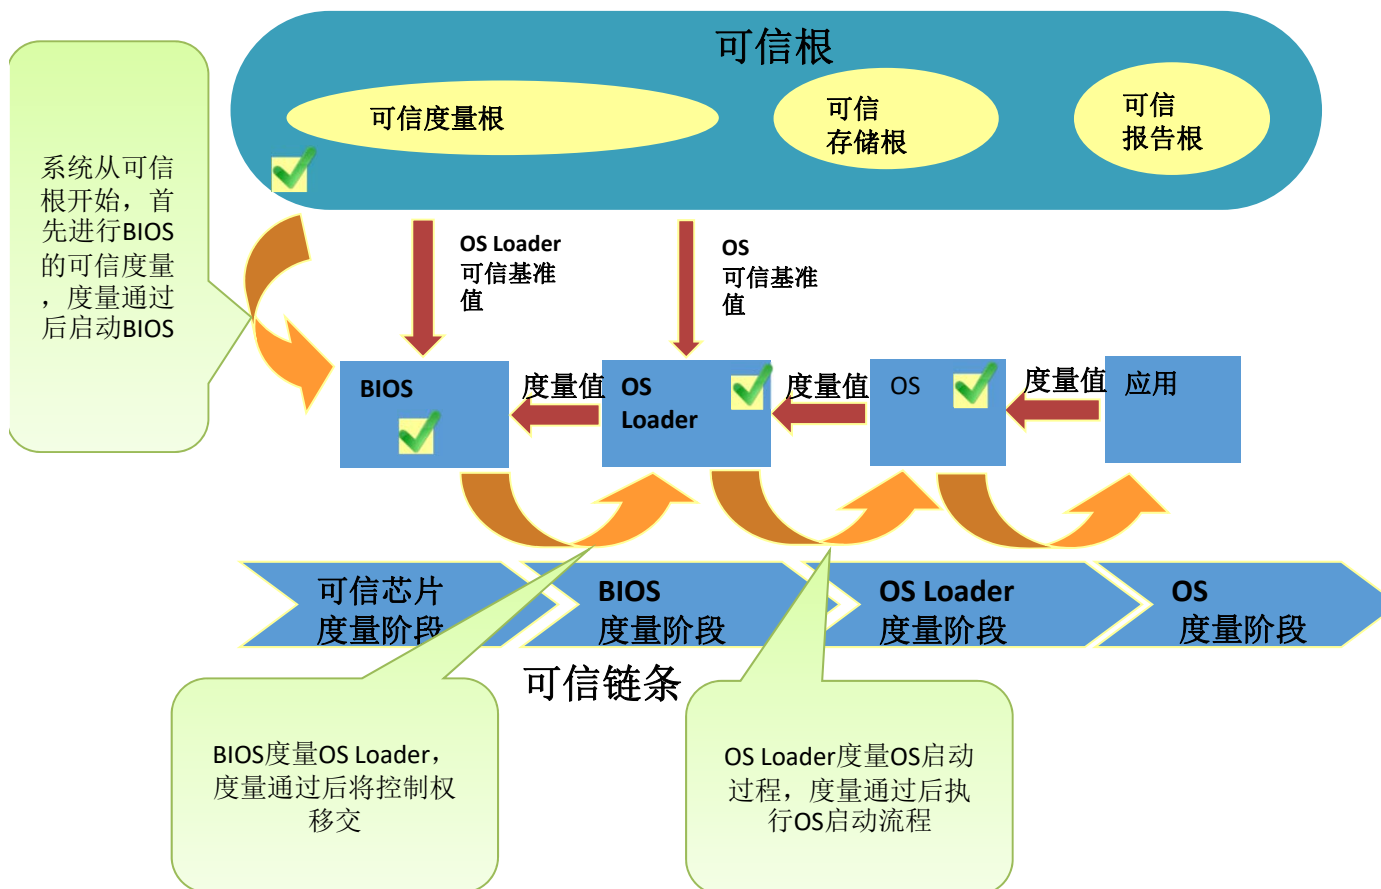 可信根
可信度量根
可信
存储根
可信
报告根
系统从可信
根开始，首
先进行BIOS
的可信度量
，度量通过
后启动BIOS
OS Loader
可信基准
值
OS
可信基准
值
BIOS
度量值
OS
Loader
度量值
OS
度量值
应用
可信芯片
度量阶段
BIOS
度量阶段
OS Loader
度量阶段
OS
度量阶段
可信链条
BIOS度量OS Loader，
度量通过后将控制权
移交
OS Loader度量OS启动
过程，度量通过后执
行OS启动流程